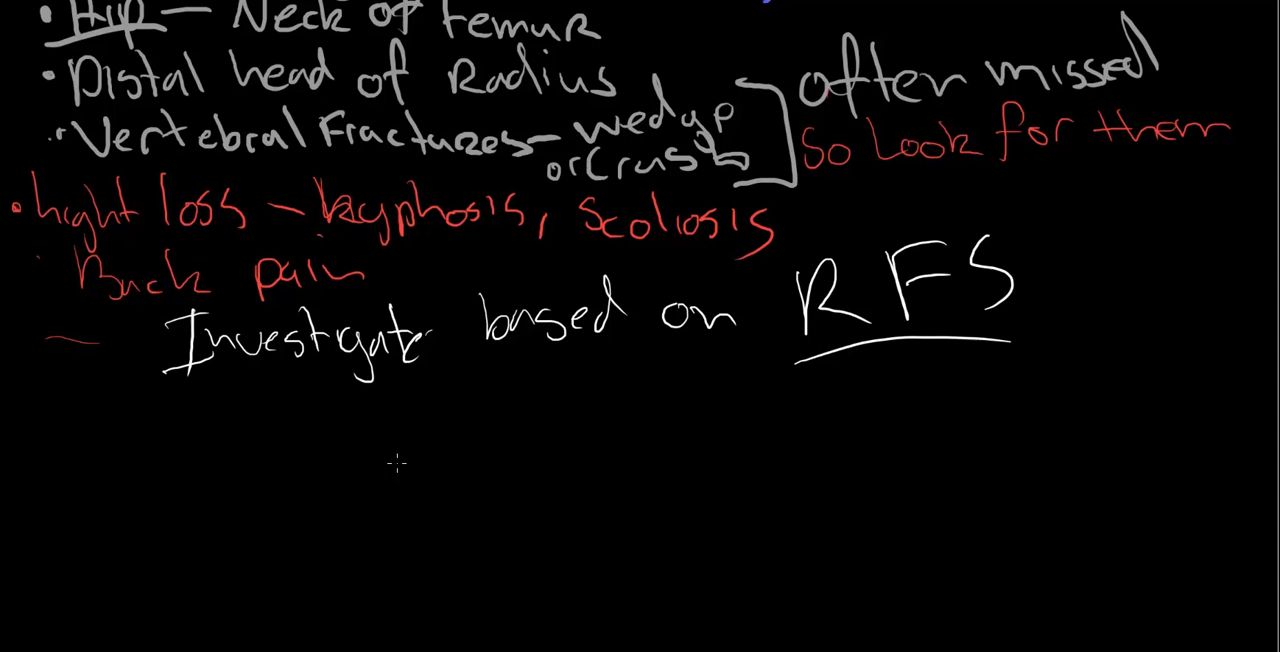 • Hip — Neck of femur
• Distal head of Radius
• Vertebral Fractures - wedge
or Crush
often missed
So Look for them
• hight loss - kyphosis, Scoliosis
Back pain
— Investigate based on RFS